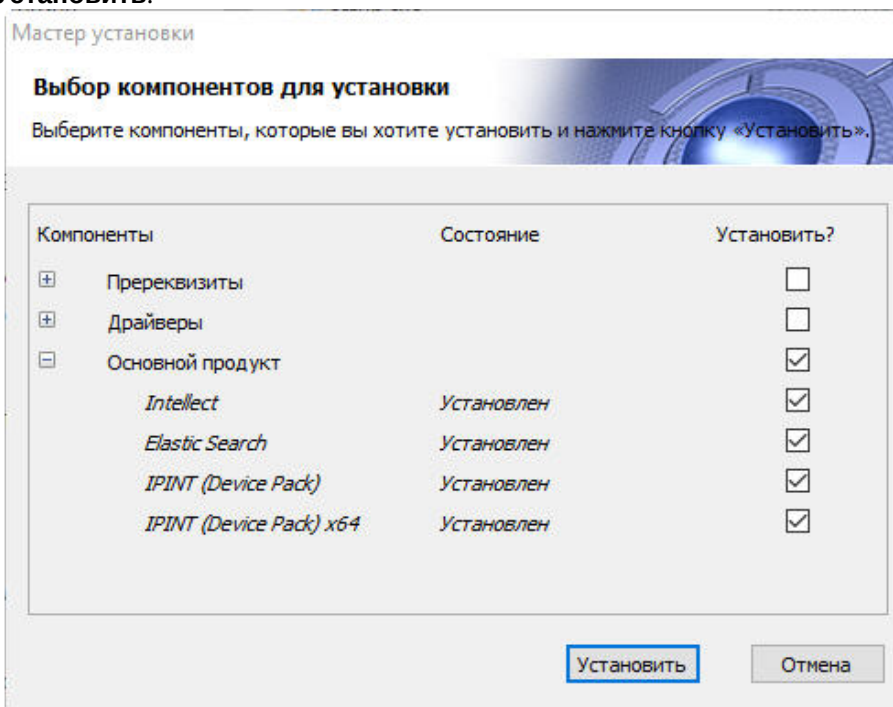 Установить.
Мастер установки
Выбор компонентов для установки
Выберите компоненты, которые вы хотите установить и нажмите кнопку «Установить».
Компоненты Состояние Установить?
Пререквизиты
Драйверы
Основной продукт
Intellect Установлен
Elastic Search Установлен
IPINT (Device Pack) Установлен
IPINT (Device Pack) x64 Установлен
Установить Отмена